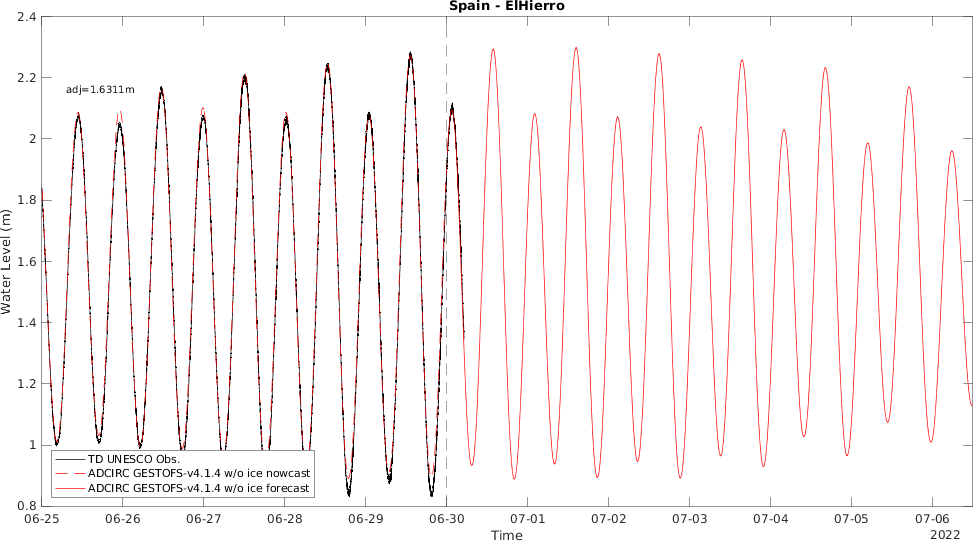 Spain - ElHierro
2.4
2.2
adj=1.6311m
2
1.8
1.6
1.4
1.2
1
0.8
Water Level (m)
TD UNESCO Obs.
ADCIRC GESTOFS-v4.1.4 w/o ice nowcast
ADCIRC GESTOFS-v4.1.4 w/o ice forecast
06-25 06-26 06-27 06-28 06-29 06-30 07-01 07-02 07-03 07-04 07-05 07-06
Time
2022